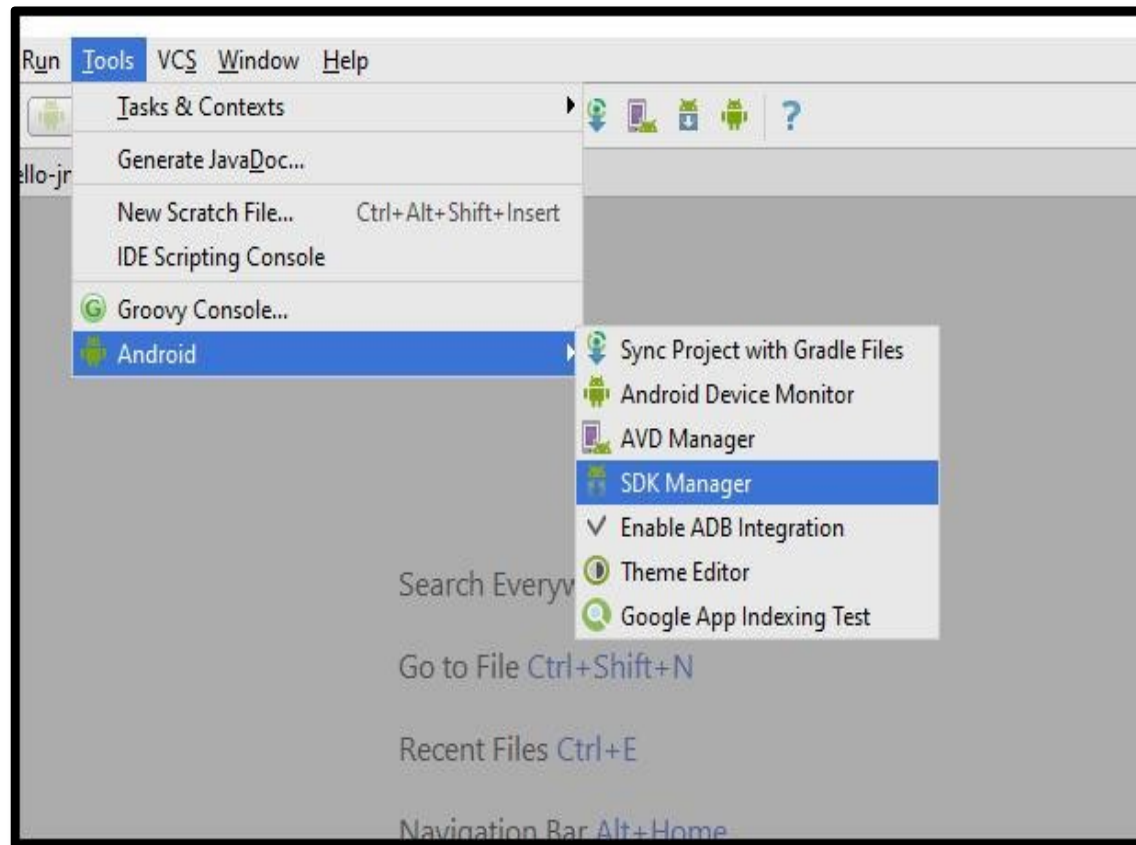 Run Tools VCS Window Help
Tasks & Contexts
?
Generate JavaDoc...
ello-jr
New Scratch File... Ctrl+Alt+Shift+Insert
IDE Scripting Console
G Groovy Console...
Android
Sync Project with Gradle Files
Android Device Monitor
AVD Manager
SDK Manager
Enable ADB Integration
Theme Editor
Google App Indexing Test
Search Everyw
Go to File Ctrl+Shift+N
Recent Files Ctrl+E
Navigation Bar Alt+Home